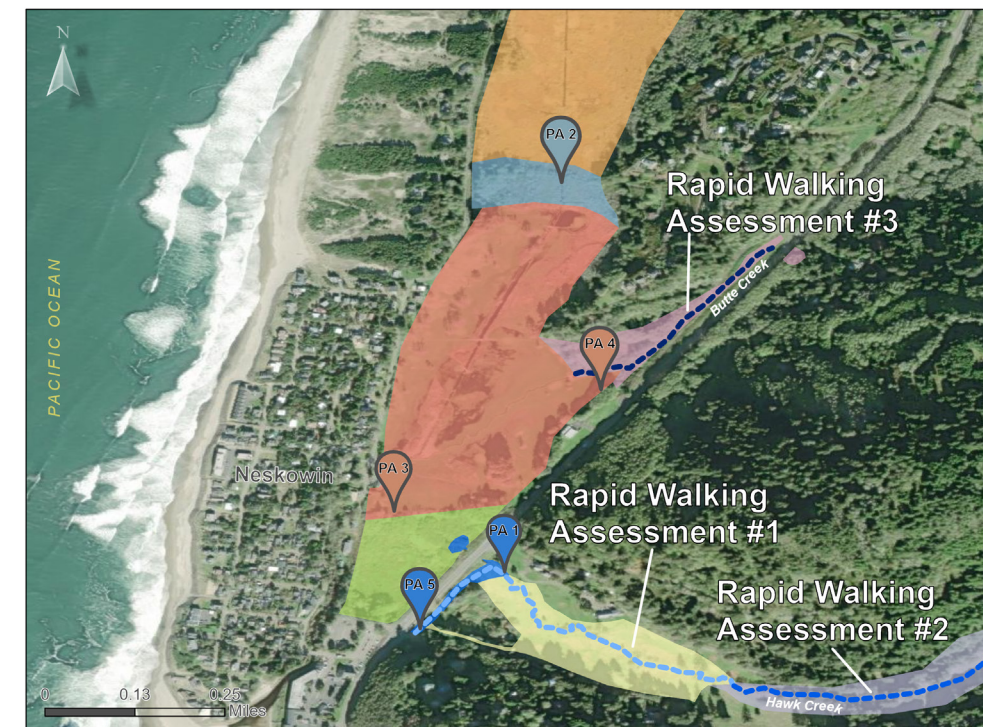 N
PA 2
Rapid Walking
Assessment #3
Butte Creek
PACIFIC OCEAN
PA 4
Neskowin
PA 3
Rapid Walking
Assessment #1
PA 1
PA 5
Rapid Walking
Assessment #2
Hawk Creek
0 0.13 0.25
Miles